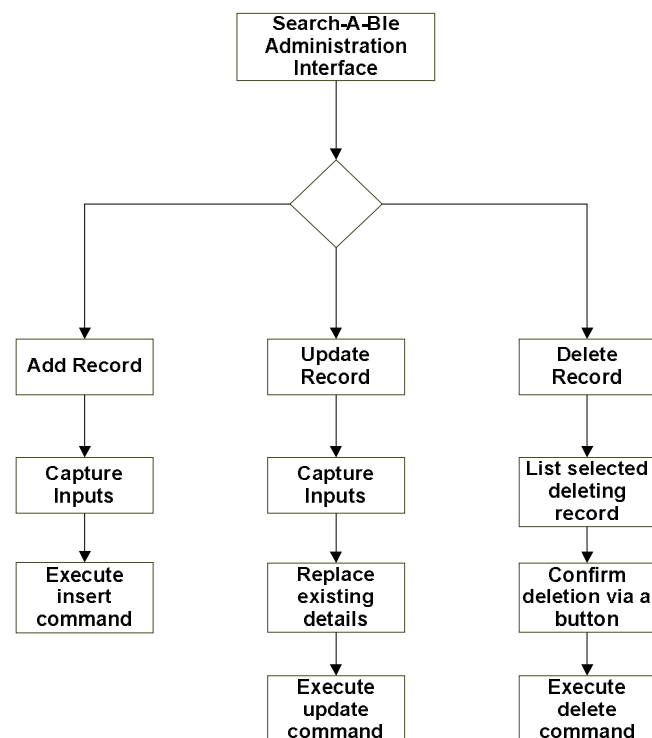 Search-A-Ble
Administration
Interface
Add Record
Update
Record
Delete
Record
Capture
Inputs
Capture
Inputs
List selected
deleting
record
Execute
insert
command
Replace
existing
details
Confirm
deletion via a
button
Execute
update
command
Execute
delete
command